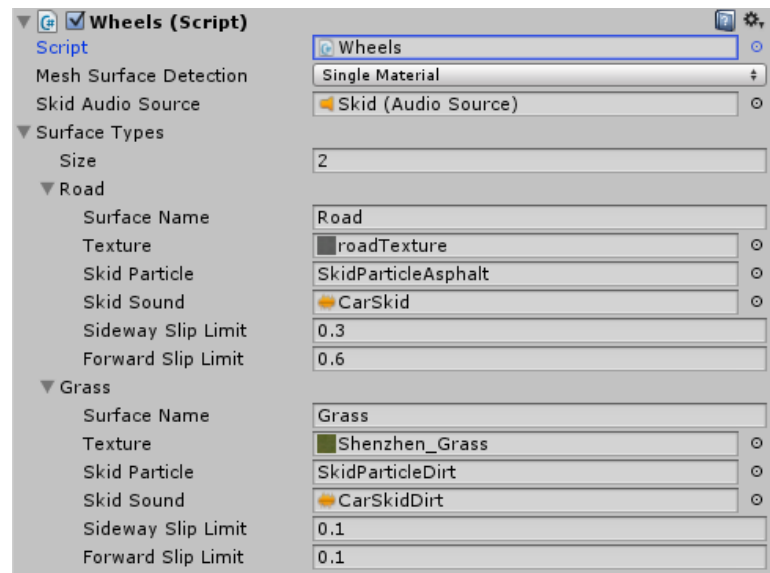 Wheels (Script)
Script Wheels
Mesh Surface Detection Single Material
Skid Audio Source Skid (Audio Source)
Surface Types
Size 2
Road
Surface Name Road
Texture roadTexture
Skid Particle SkidParticleAsphalt
Skid Sound CarSkid
Sideway Slip Limit 0.3
Forward Slip Limit 0.6
Grass
Surface Name Grass
Texture Shenzhen_Grass
Skid Particle SkidParticleDirt
Skid Sound CarSkidDirt
Sideway Slip Limit 0.1
Forward Slip Limit 0.1